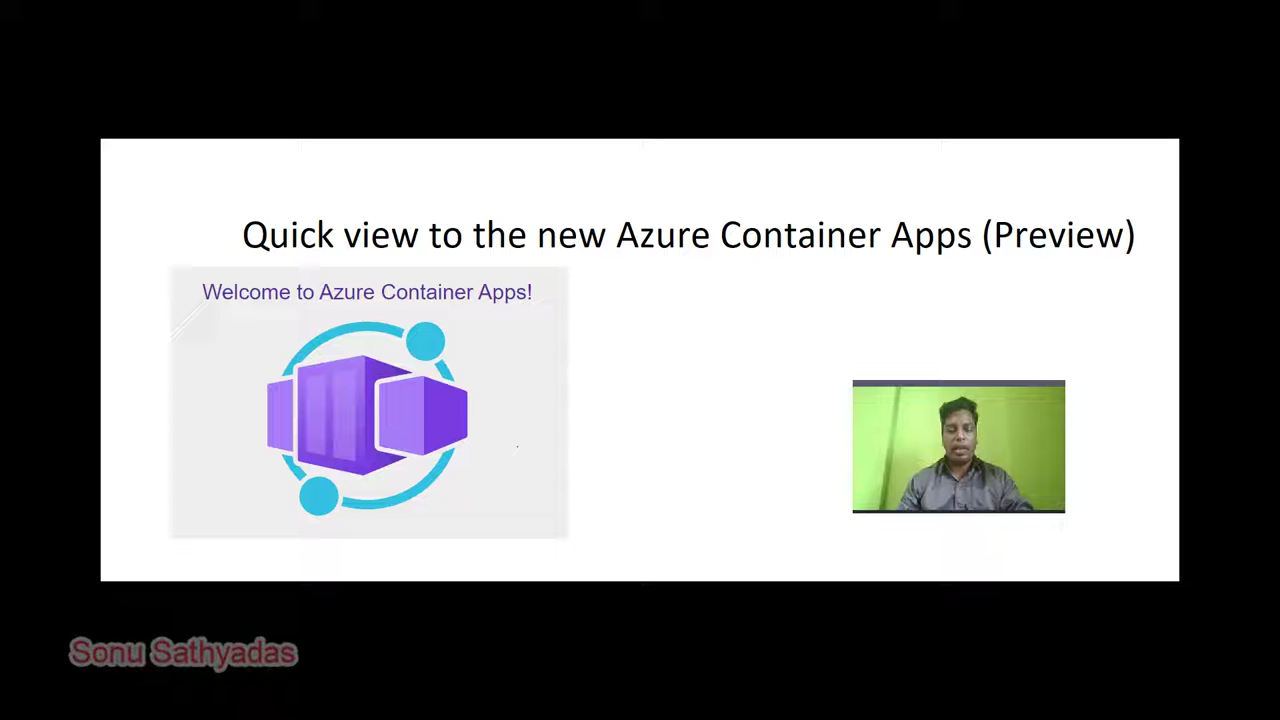 Quick view to the new Azure Container Apps (Preview)
Welcome to Azure Container Apps!
Sonu Sathyadas